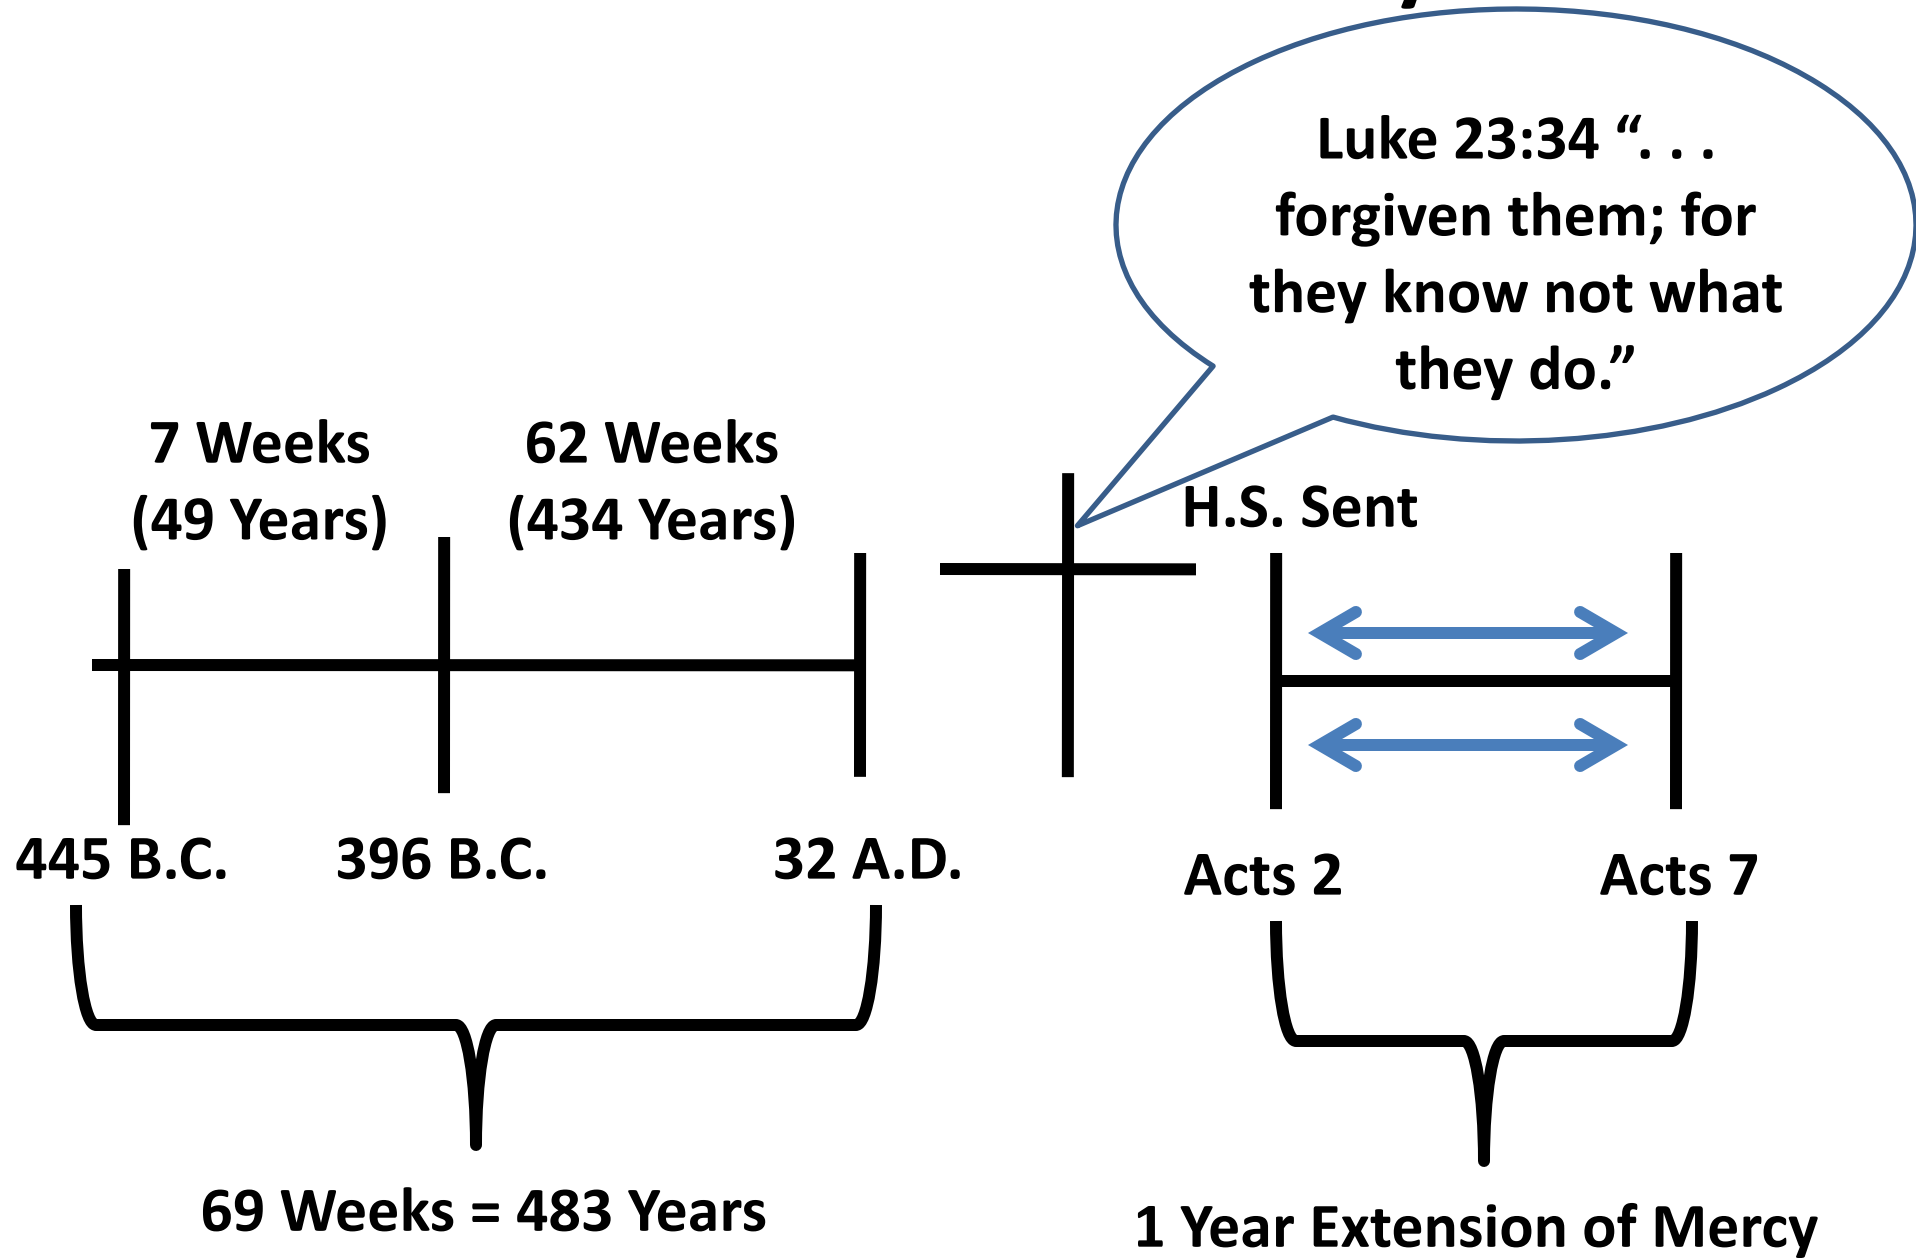 Luke 23:34 “. . .
forgiven them; for
they know not what
they do.”
7 Weeks
(49 Years)
62 Weeks
(434 Years)
H.S. Sent
445 B.C.
396 B.C.
32 A.D.
Acts 2
Acts 7
69 Weeks = 483 Years
1 Year Extension of Mercy